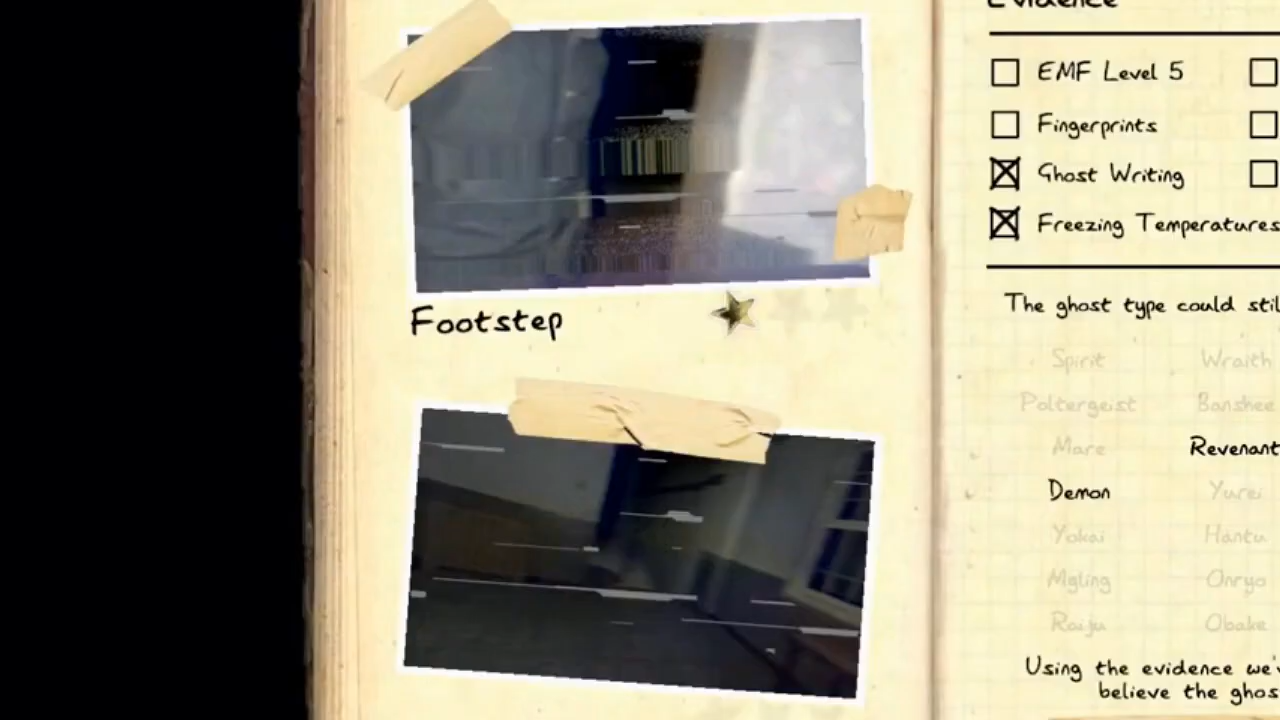 Evidence
EMF Level 5
Fingerprints
Ghost Writing
Freezing Temperatures
Footstep
The ghost type could stil
Spirit Wraith
Poltergeist Banshee
Mare Revenant
Demon Yurei
Yokai Hantu
Myling Onryo
Raiju Obake
Using the evidence we'v
believe the ghos